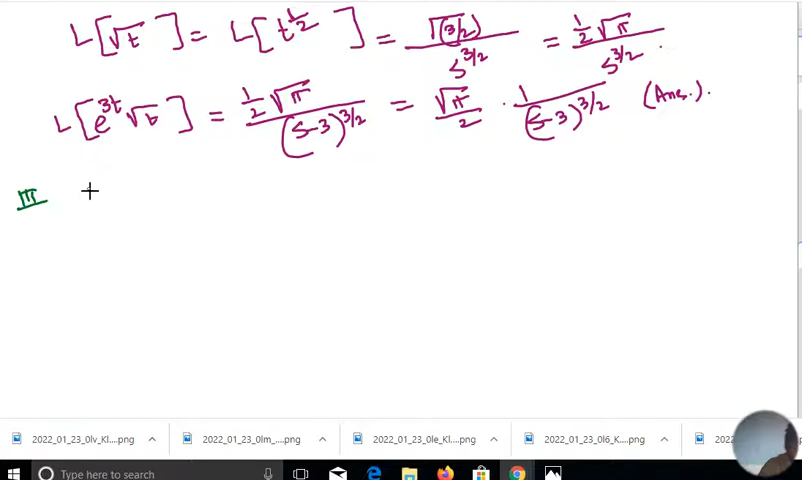 L[√t] = L[t^{1/2}] = Γ(3/2) / s^{3/2} = (1/2)√π / s^{3/2}.
L[e^{3t}√t] = (1/2)√π / (s-3)^{3/2} = √π/2 · 1/(s-3)^{3/2} (Ans.).
III
2022_01_23_0lv_Kl....png 2022_01_23_0lm_....png 2022_01_23_0le_Kl....png 2022_01_23_0l6_K....png 202
Type here to search